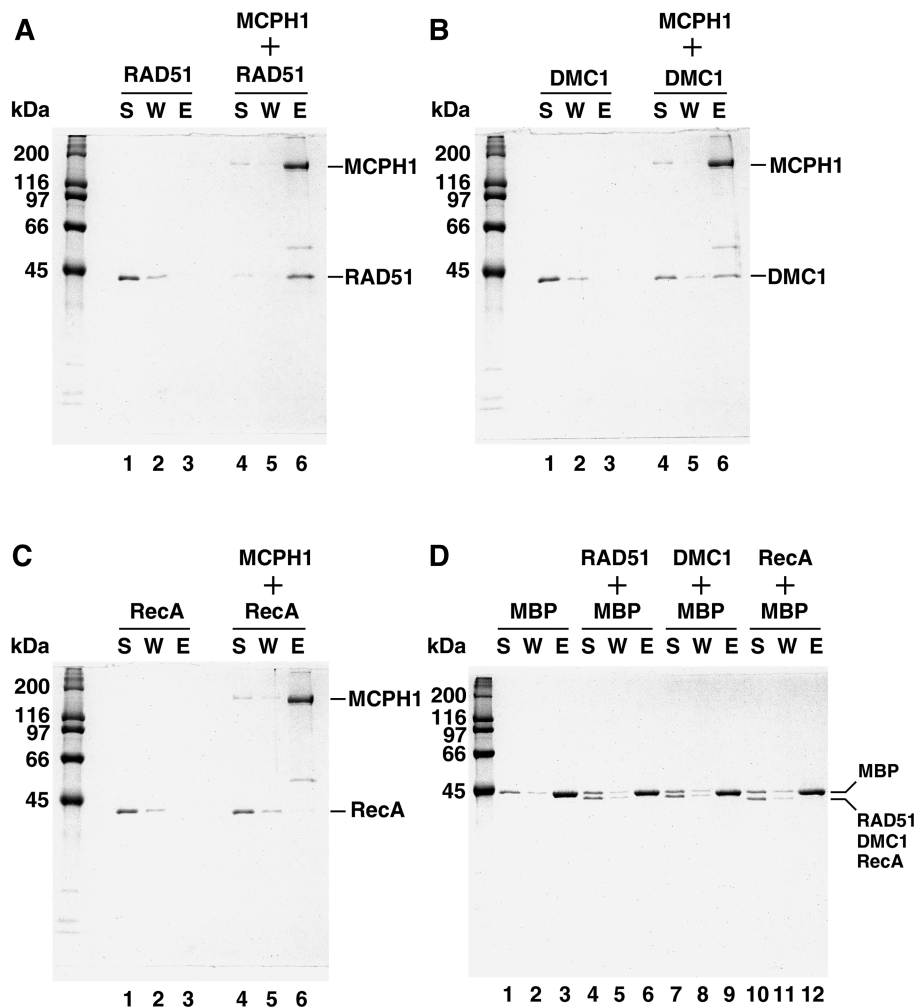 A
MCPH1
+
RAD51 RAD51
kDa S W E S W E
200
116
97
66
45
MCPH1
RAD51
1 2 3 4 5 6
B
MCPH1
+
DMC1 DMC1
kDa S W E S W E
200
116
97
66
45
MCPH1
DMC1
1 2 3 4 5 6
C
MCPH1
+
RecA RecA
kDa S W E S W E
200
116
97
66
45
MCPH1
RecA
1 2 3 4 5 6
D
RAD51 DMC1 RecA
+ + +
MBP MBP MBP MBP
kDa S W E S W E S W E S W E
200
116
97
66
45
MBP
RAD51
DMC1
RecA
1 2 3 4 5 6 7 8 9 10 11 12